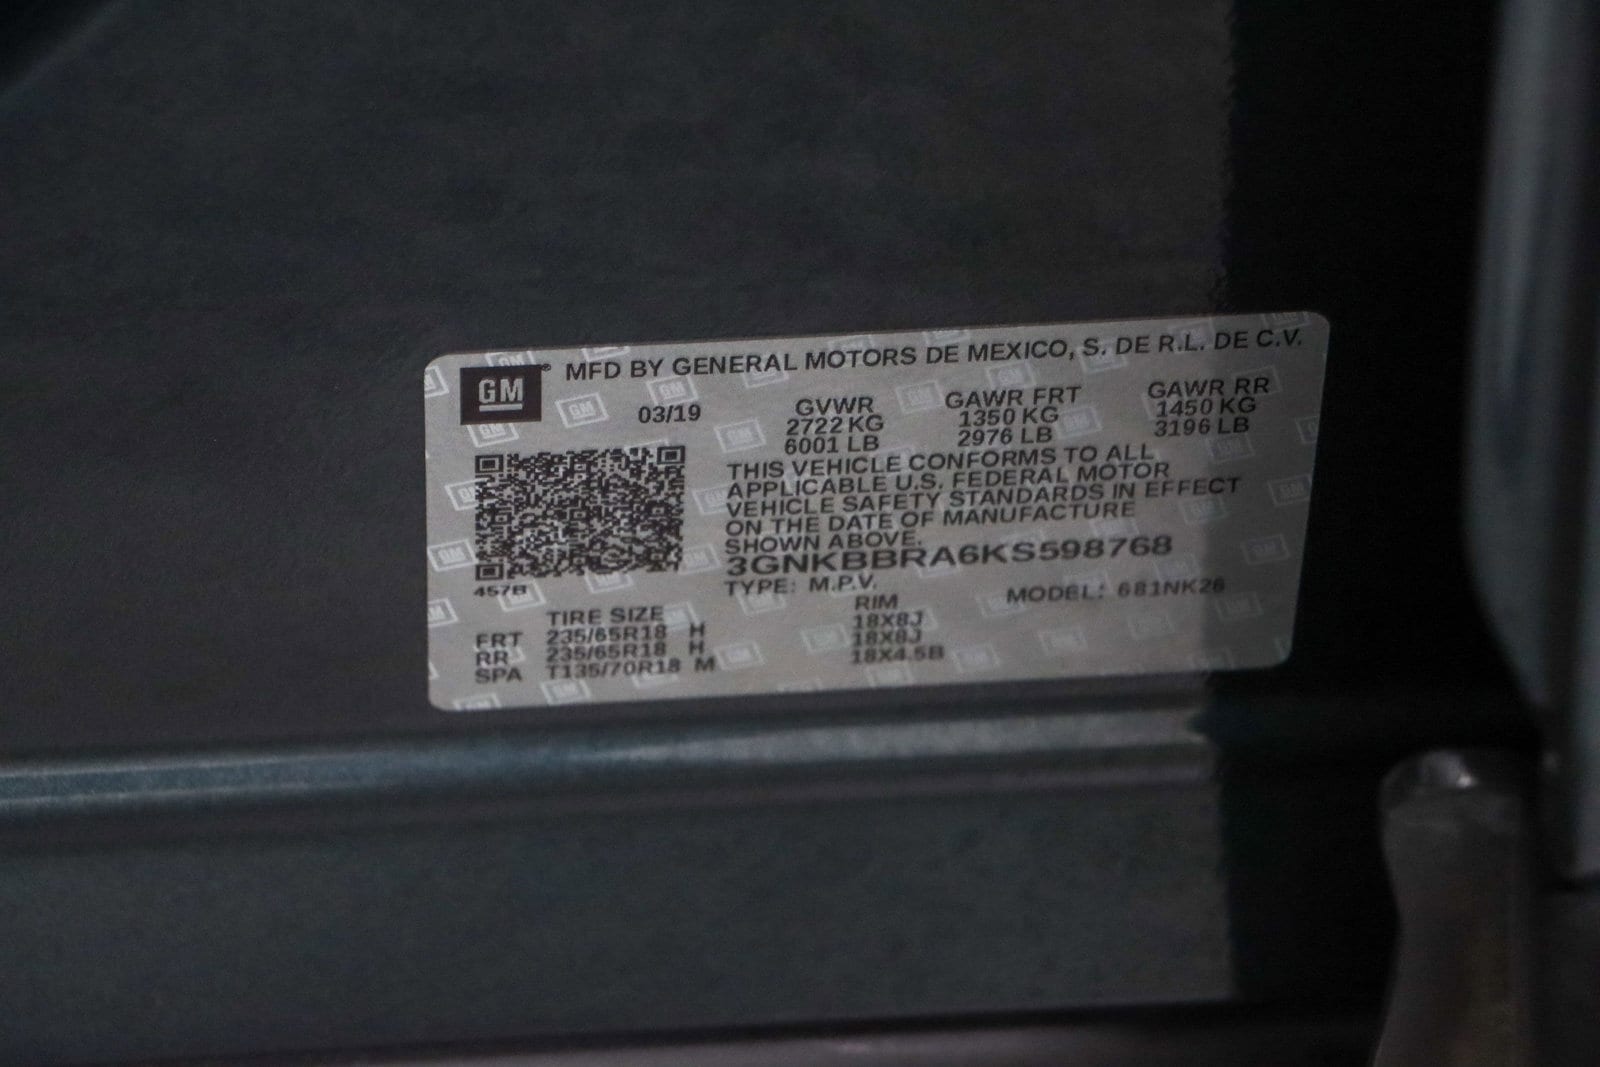 GM® MFD BY GENERAL MOTORS DE MEXICO, S. DE R.L. DE C.V.
03/19 GVWR GAWR FRT GAWR RR
2722 KG 1350 KG 1450 KG
6001 LB 2976 LB 3196 LB
THIS VEHICLE CONFORMS TO ALL
APPLICABLE U.S. FEDERAL MOTOR
VEHICLE SAFETY STANDARDS IN EFFECT
ON THE DATE OF MANUFACTURE
SHOWN ABOVE.
3GNKBBRA6KS598768
457B TYPE: M.P.V. MODEL: 681NK26
TIRE SIZE RIM
FRT 235/65R18 H 18X8J
RR 235/65R18 H 18X8J
SPA T135/70R18 M 18X4.5B